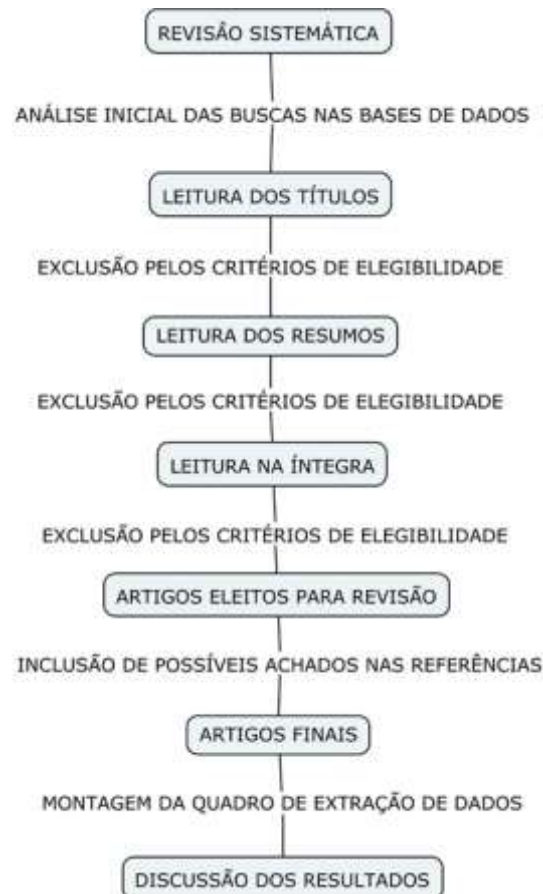 REVISÃO SISTEMÁTICA
ANÁLISE INICIAL DAS BUSCAS NAS BASES DE DADOS
LEITURA DOS TÍTULOS
EXCLUSÃO PELOS CRITÉRIOS DE ELEGIBILIDADE
LEITURA DOS RESUMOS
EXCLUSÃO PELOS CRITÉRIOS DE ELEGIBILIDADE
LEITURA NA ÍNTEGRA
EXCLUSÃO PELOS CRITÉRIOS DE ELEGIBILIDADE
ARTIGOS ELEITOS PARA REVISÃO
INCLUSÃO DE POSSÍVEIS ACHADOS NAS REFERÊNCIAS
ARTIGOS FINAIS
MONTAGEM DA QUADRO DE EXTRAÇÃO DE DADOS
DISCUSSÃO DOS RESULTADOS